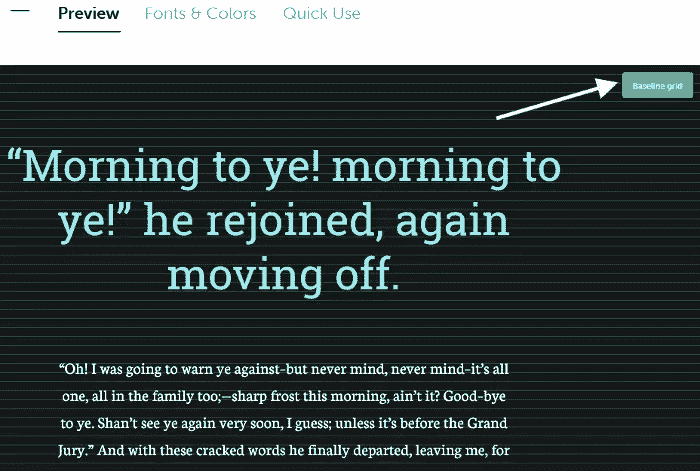 Preview Fonts & Colors Quick Use
Baseline grid
“Morning to ye! morning to
ye!” he rejoined, again
moving off.
“Oh! I was going to warn ye against–but never mind, never mind–it’s all
one, all in the family too;—sharp frost this morning, ain’t it? Good-bye
to ye. Shan’t see ye again very soon, I guess; unless it’s before the Grand
Jury.” And with these cracked words he finally departed, leaving me, for